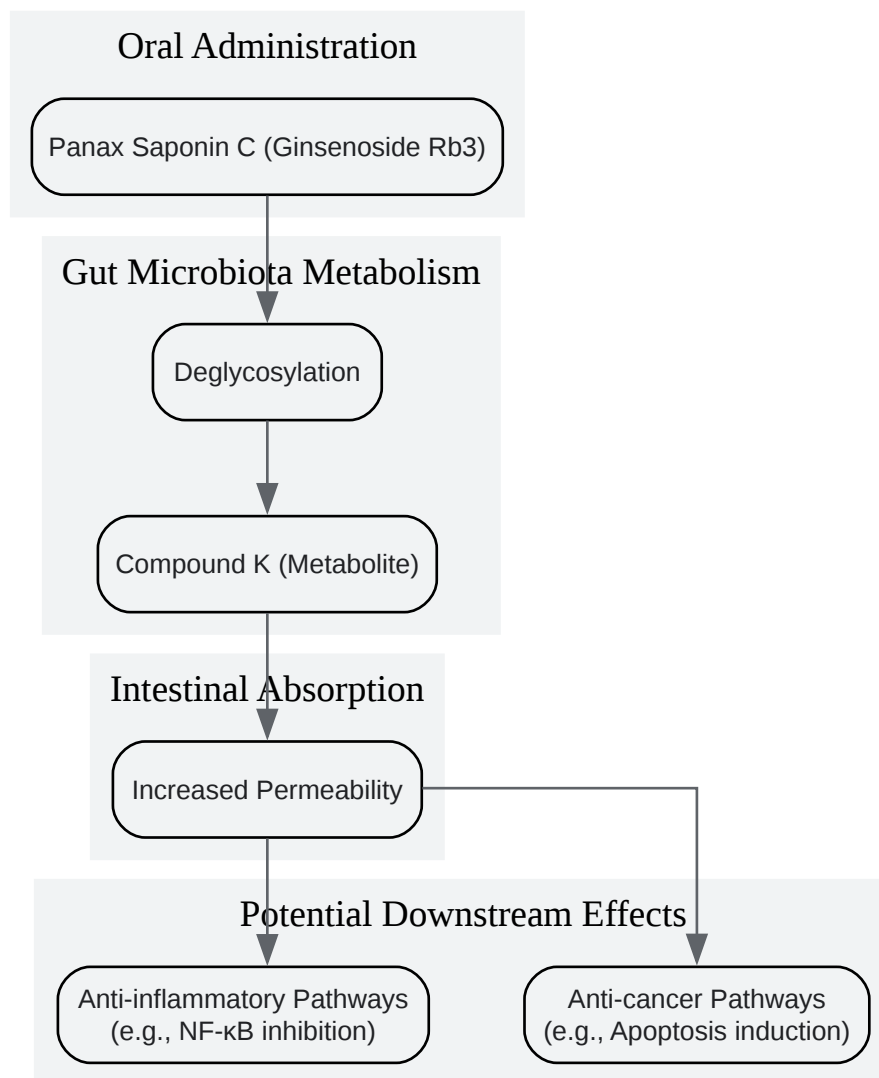 Oral Administration
Panax Saponin C (Ginsenoside Rb3)
Gut Microbiota Metabolism
Deglycosylation
Compound K (Metabolite)
Intestinal Absorption
Increased Permeability
Potential Downstream Effects
Anti-inflammatory Pathways
(e.g., NF-κB inhibition)
Anti-cancer Pathways
(e.g., Apoptosis induction)